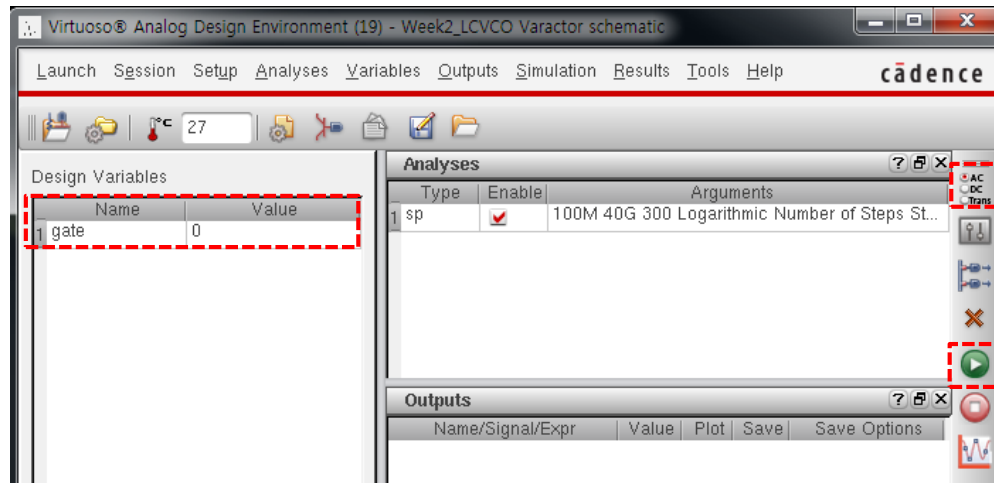 Virtuoso® Analog Design Environment (19) - Week2_LCVCO Varactor schematic
Launch Session Setup Analyses Variables Outputs Simulation Results Tools Help cādence
°C 27
Design Variables
Name Value
1 gate 0
Analyses
Type Enable Arguments
1 sp 100M 40G 300 Logarithmic Number of Steps St...
AC
DC
Trans
Outputs
Name/Signal/Expr Value Plot Save Save Options